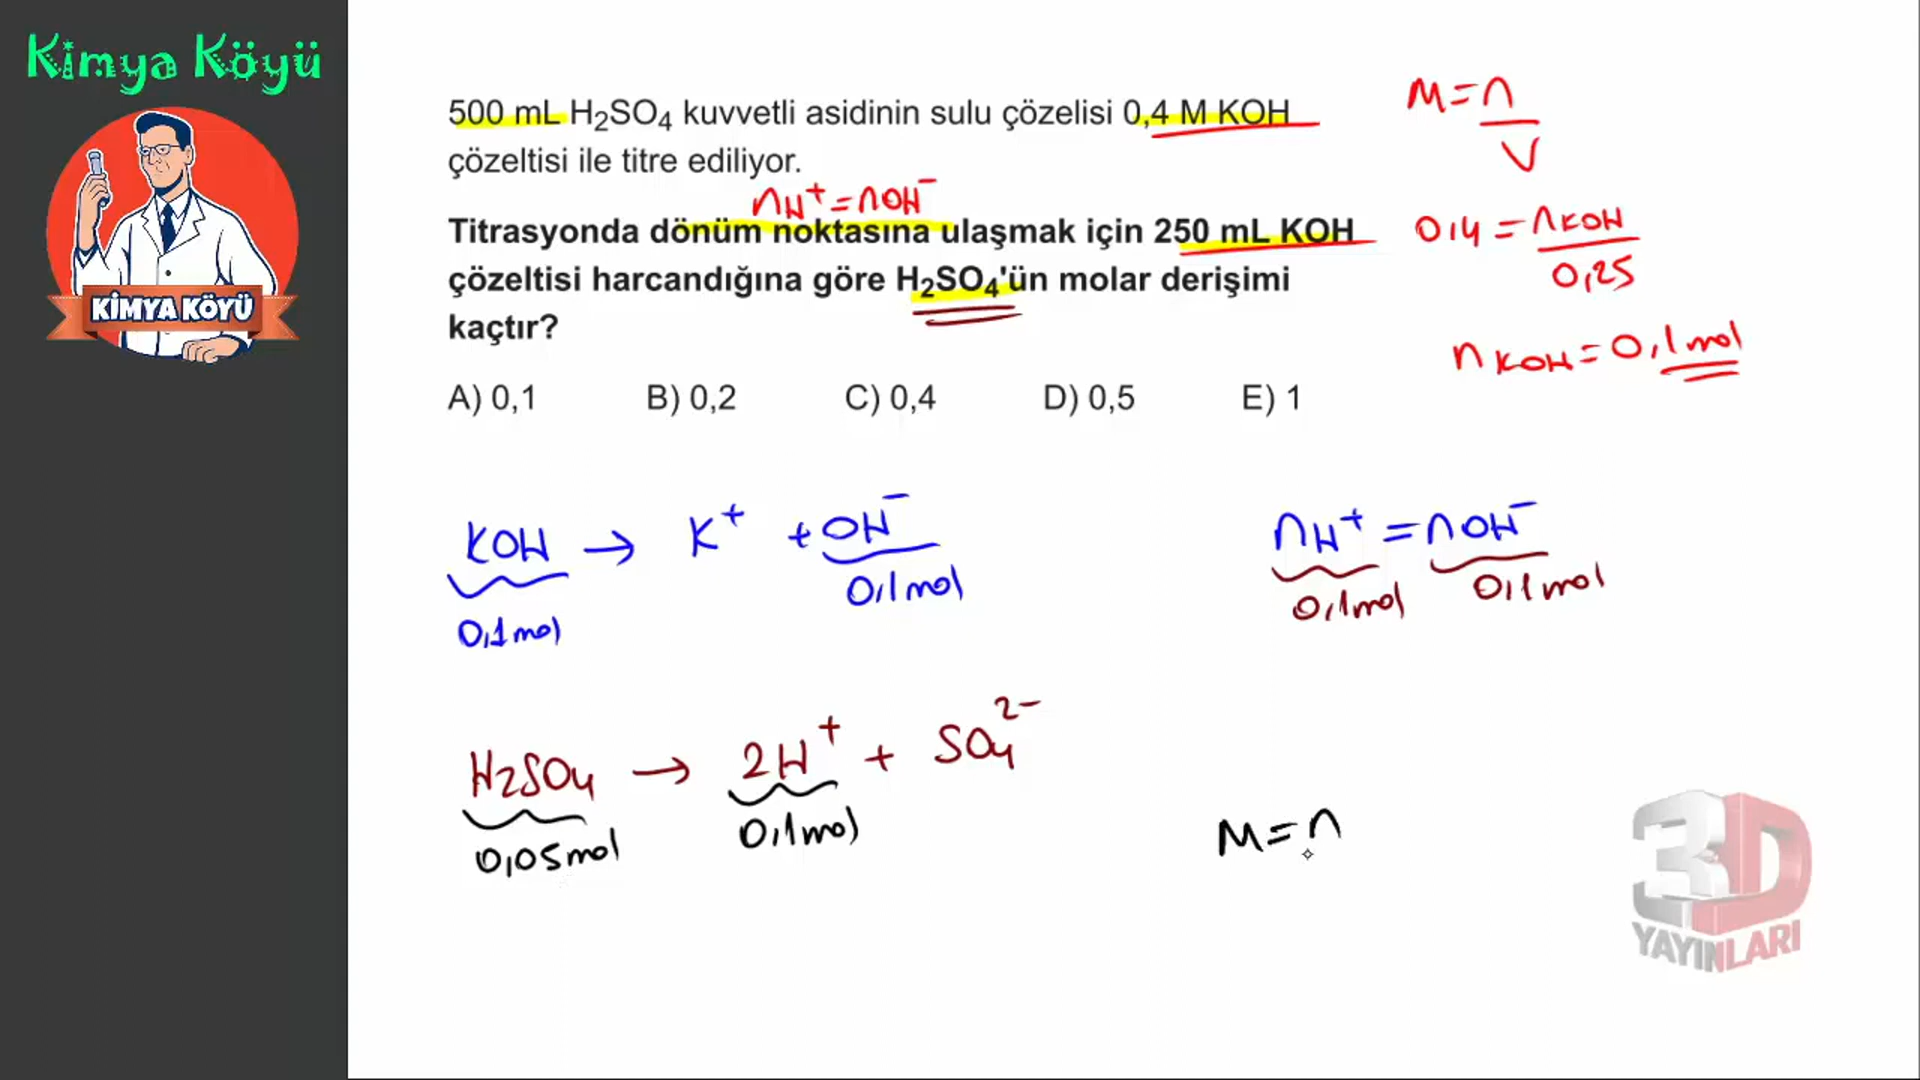 Kimya Köyü
KİMYA KÖYÜ
500 mL H₂SO₄ kuvvetli asidinin sulu çözelisi 0,4 M KOH
çözeltisi ile titre ediliyor.
nH⁺ = nOH⁻
Titrasyonda dönüm noktasına ulaşmak için 250 mL KOH
çözeltisi harcandığına göre H₂SO₄'ün molar derişimi
kaçtır?
A) 0,1 B) 0,2 C) 0,4 D) 0,5 E) 1
M = n
V
0,4 = nKOH
0,25
nKOH = 0,1 mol
KOH → K⁺ + OH⁻
0,1 mol
0,1 mol
nH⁺ = nOH⁻
0,1 mol 0,1 mol
H₂SO₄ → 2H⁺ + SO₄²⁻
0,05 mol 0,1 mol
M = n
3D
YAYINLARI